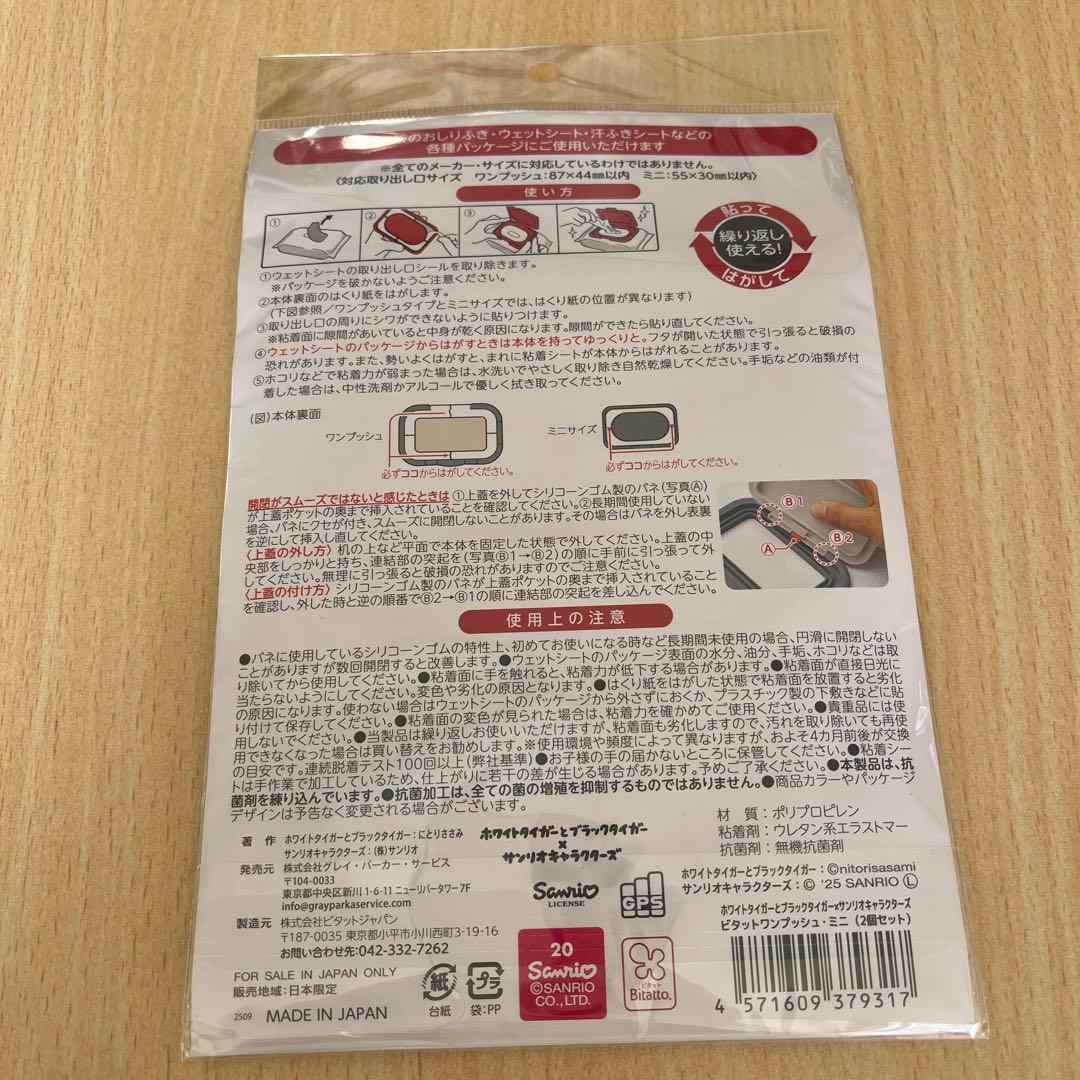 のおしりふき・ウェットシート・汗ふきシートなどの
各種パッケージにご使用いただけます
※全てのメーカー・サイズに対応しているわけではありません。
〈対応取り出し口サイズ　ワンプッシュ:87×44㎜以内　ミニ:55×30㎜以内〉
使い方
① ② ③
貼って
繰り返し
使える!
はがして
①ウェットシートの取り出し口シールを取り除きます。
※パッケージを破かないようご注意ください。
②本体裏面のはくり紙をはがします。
(下図参照/ワンプッシュタイプとミニサイズでは、はくり紙の位置が異なります)
③取り出し口の周りにシワができないように貼りつけます。
※粘着面に隙間があいていると中身が乾く原因になります。隙間ができたら貼り直してください。
④ウェットシートのパッケージからはがすときは本体を持ってゆっくりと。フタが開いた状態で引っ張ると破損の
恐れがあります。また、勢いよくはがすと、まれに粘着シートが本体からはがれることがあります。
⑤ホコリなどで粘着力が弱まった場合は、水洗いでやさしく取り除き自然乾燥してください。手垢などの油類が付
着した場合は、中性洗剤かアルコールで優しく拭き取ってください。
(図)本体裏面
ワンプッシュ
必ずココからはがしてください。
ミニサイズ
必ずココからはがしてください。
開閉がスムーズではないと感じたときは ①上蓋を外してシリコーンゴム製のバネ(写真Ⓐ)
が上蓋ポケットの奥まで挿入されていることを確認してください。②長期間使用していない
場合、バネにクセが付き、スムーズに開閉しないことがあります。その場合はバネを外し表裏
を逆にして挿入し直してください。
〈上蓋の外し方〉机の上など平面で本体を固定した状態で外してください。上蓋の中
央部をしっかりと持ち、連結部の突起を(写真Ⓑ1→Ⓑ2)の順に手前に引っ張って外
してください。無理に引っ張ると破損の恐れがありますのでご注意ください。
〈上蓋の付け方〉シリコーンゴム製のバネが上蓋ポケットの奥まで挿入されていること
を確認し、外した時と逆の順番でⒷ2→Ⓑ1の順に連結部の突起を差し込んでください。
Ⓑ1
Ⓐ
Ⓑ2
使用上の注意
●バネに使用しているシリコーンゴムの特性上、初めてお使いになる時など長期間未使用の場合、円滑に開閉しない
ことがありますが数回開閉すると改善します。●ウェットシートのパッケージ表面の水分、油分、手垢、ホコリなどは取
り除いてから使用してください。●粘着面に手を触れると、粘着力が低下する場合があります。●粘着面が直接日光に
当たらないようにしてください。変色や劣化の原因となります。●はくり紙をはがした状態で粘着面を放置すると劣化
の原因になります。使わない場合はウェットシートのパッケージから外さずにおくか、プラスチック製の下敷きなどに貼
り付けて保存してください。●粘着面の変色が見られた場合は、粘着力を確かめてご使用ください。●貴重品には使
用しないでください。●当製品は繰り返しお使いいただけますが、粘着面も劣化しますので、汚れを取り除いても再使
用できなくなった場合は買い替えをお勧めします。※使用環境や頻度によって異なりますが、およそ4カ月前後が交換
の目安です。連続脱着テスト100回以上(弊社基準)●お子様の手の届かないところに保管してください。●粘着シー
トは手作業で加工しているため、仕上がりに若干の差が生じる場合があります。予めご了承ください。●本製品は、抗
菌剤を練り込んでいます。●抗菌加工は、全ての菌の増殖を抑制するものではありません。●商品カラーやパッケージ
デザインは予告なく変更される場合がございます。
著作 ホワイトタイガーとブラックタイガー:にとりささみ
サンリオキャラクターズ:(株)サンリオ
発売元 株式会社グレイ・パーカー・サービス
〒104-0033
東京都中央区新川1-6-11 ニューリバータワー7F
info@grayparkaservice.com
製造元 株式会社ビタットジャパン
〒187-0035 東京都小平市小川西町3-19-16
お問い合わせ先:042-332-7262
FOR SALE IN JAPAN ONLY
販売地域:日本限定
2509 MADE IN JAPAN
紙
台紙
プラ
袋:PP
ホワイトタイガーとブラックタイガー
×
サンリオキャラクターズ
Sanrio
LICENSE
GPS
20
Sanrio
©SANRIO
CO.,LTD.
ビタット
Bitatto.
材 質:ポリプロピレン
粘着剤:ウレタン系エラストマー
抗菌剤:無機抗菌剤
ホワイトタイガーとブラックタイガー:©nitorisasami
サンリオキャラクターズ:© '25 SANRIO Ⓛ
ホワイトタイガーとブラックタイガー×サンリオキャラクターズ
ビタットワンプッシュ・ミニ(2個セット)
4 571609 379317